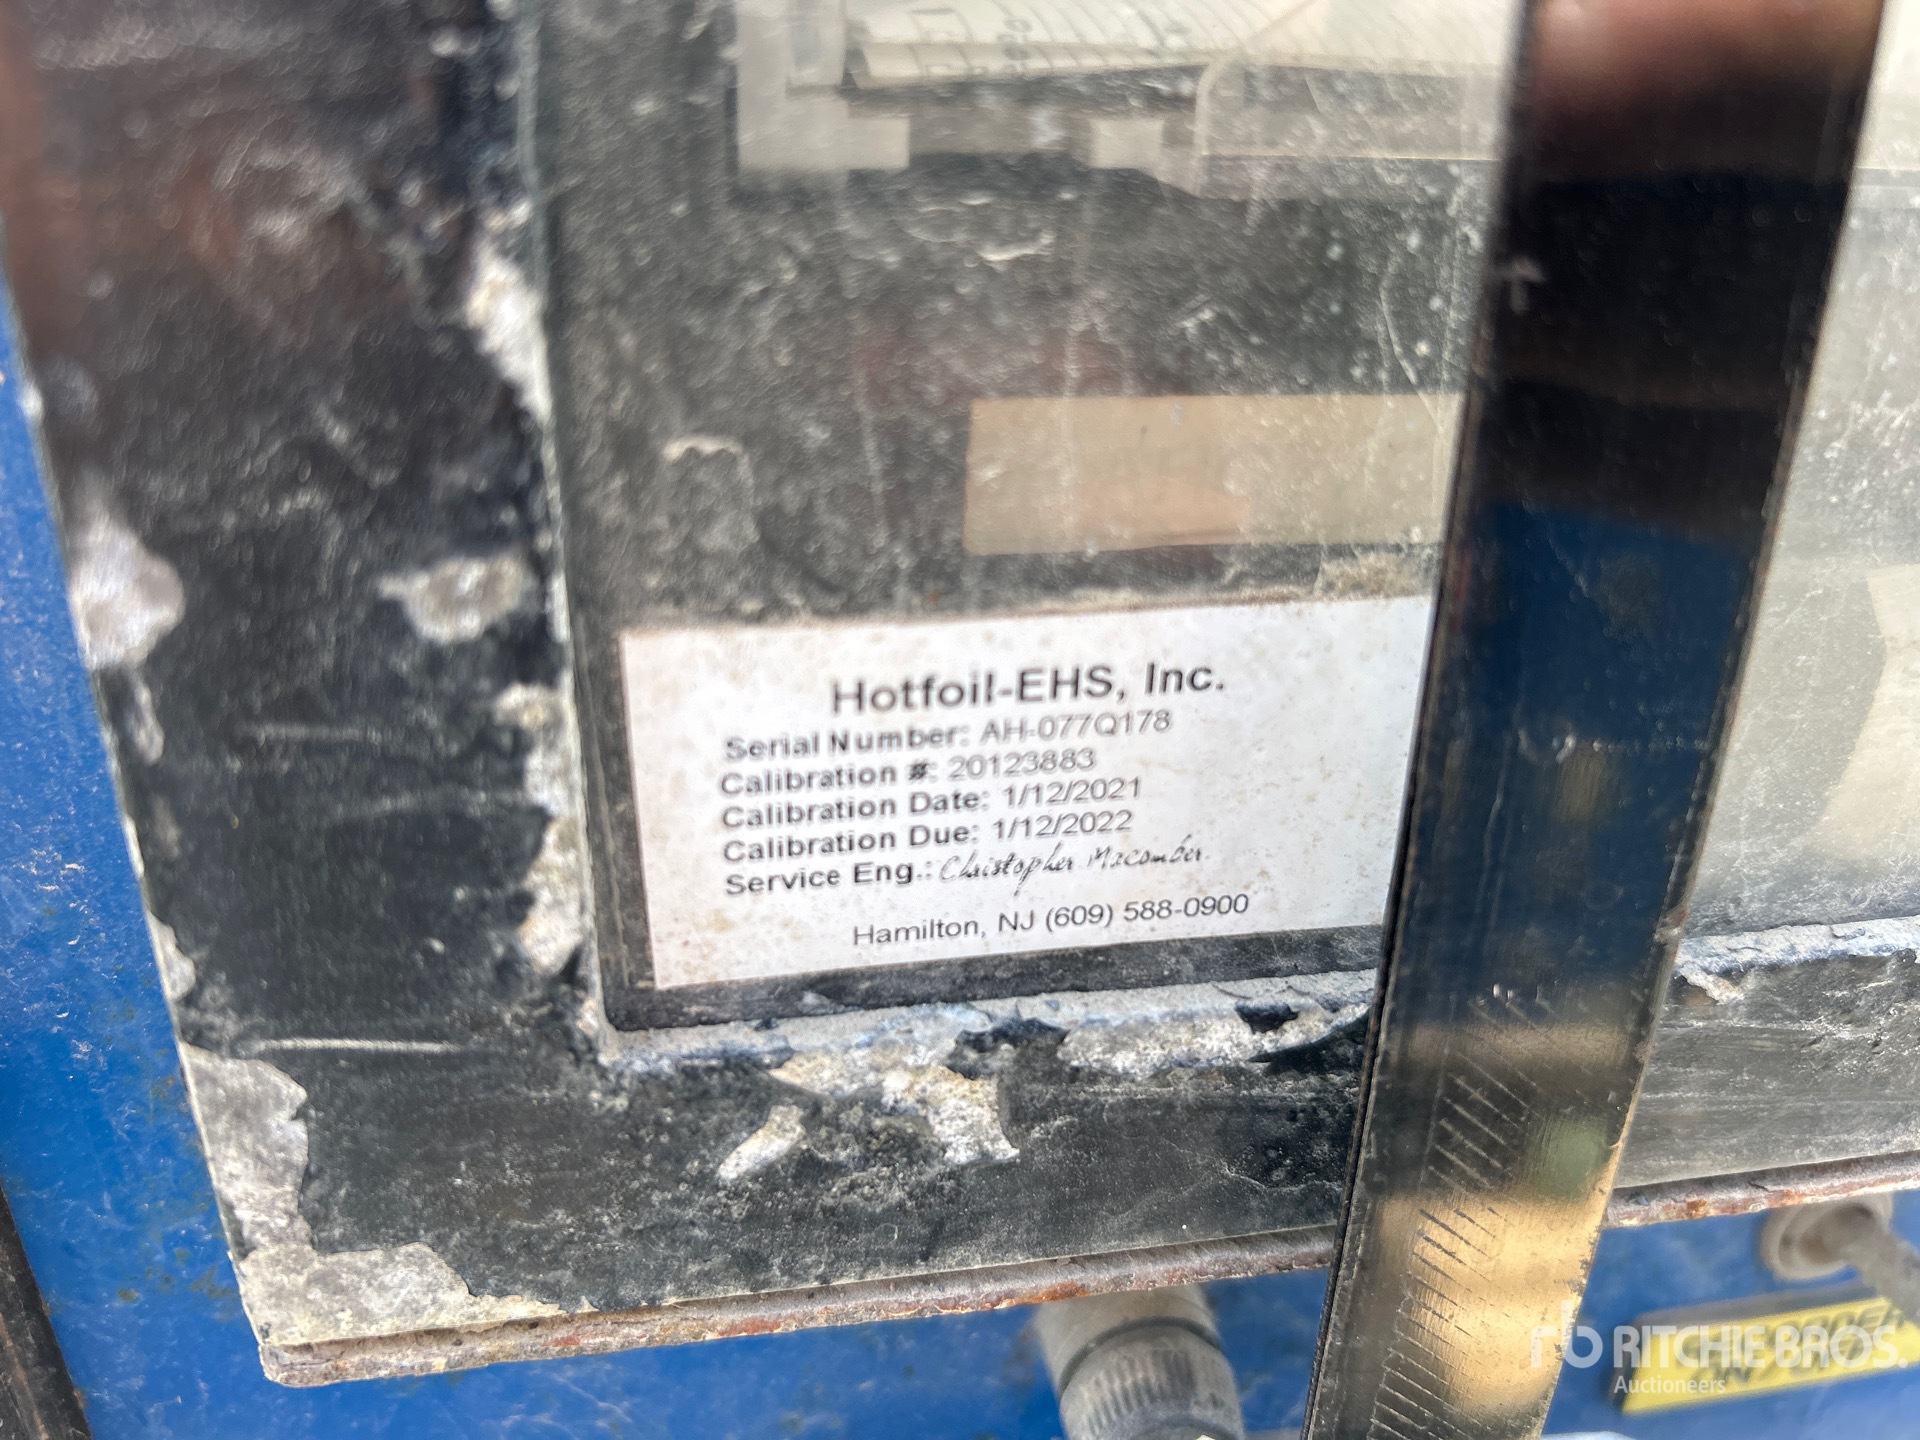 Hotfoil-EHS, Inc.
Serial Number: AH-077Q178
Calibration #: 20123883
Calibration Date: 1/12/2021
Calibration Due: 1/12/2022
Service Eng.: Christopher Macomber
Hamilton, NJ (609) 588-0900
rb RITCHIE BROS.
Auctioneers